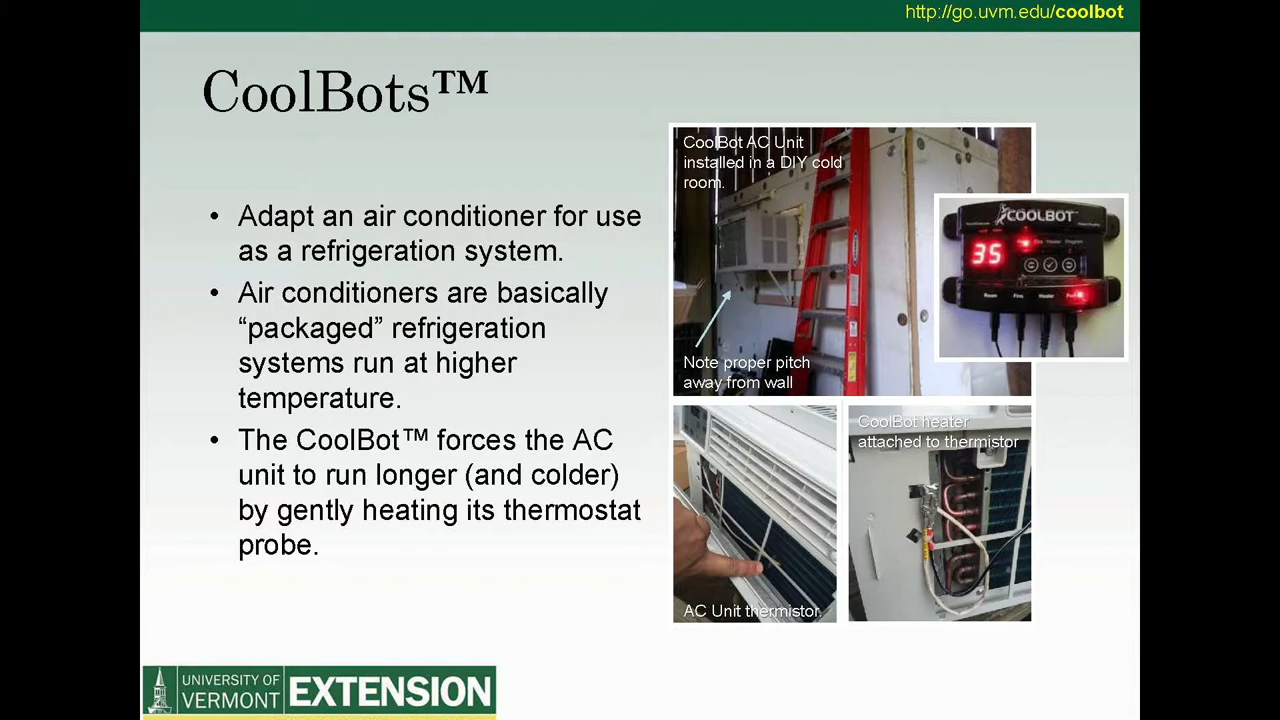 http://go.uvm.edu/coolbot
CoolBots™
• Adapt an air conditioner for use
as a refrigeration system.
• Air conditioners are basically
“packaged” refrigeration
systems run at higher
temperature.
• The CoolBot™ forces the AC
unit to run longer (and colder)
by gently heating its thermostat
probe.
CoolBot AC Unit
installed in a DIY cold
room.
Note proper pitch
away from wall
COOLBOT
35
Room Fins Heater
AC Unit thermistor.
CoolBot heater
attached to thermistor
UNIVERSITY OF
VERMONT
EXTENSION